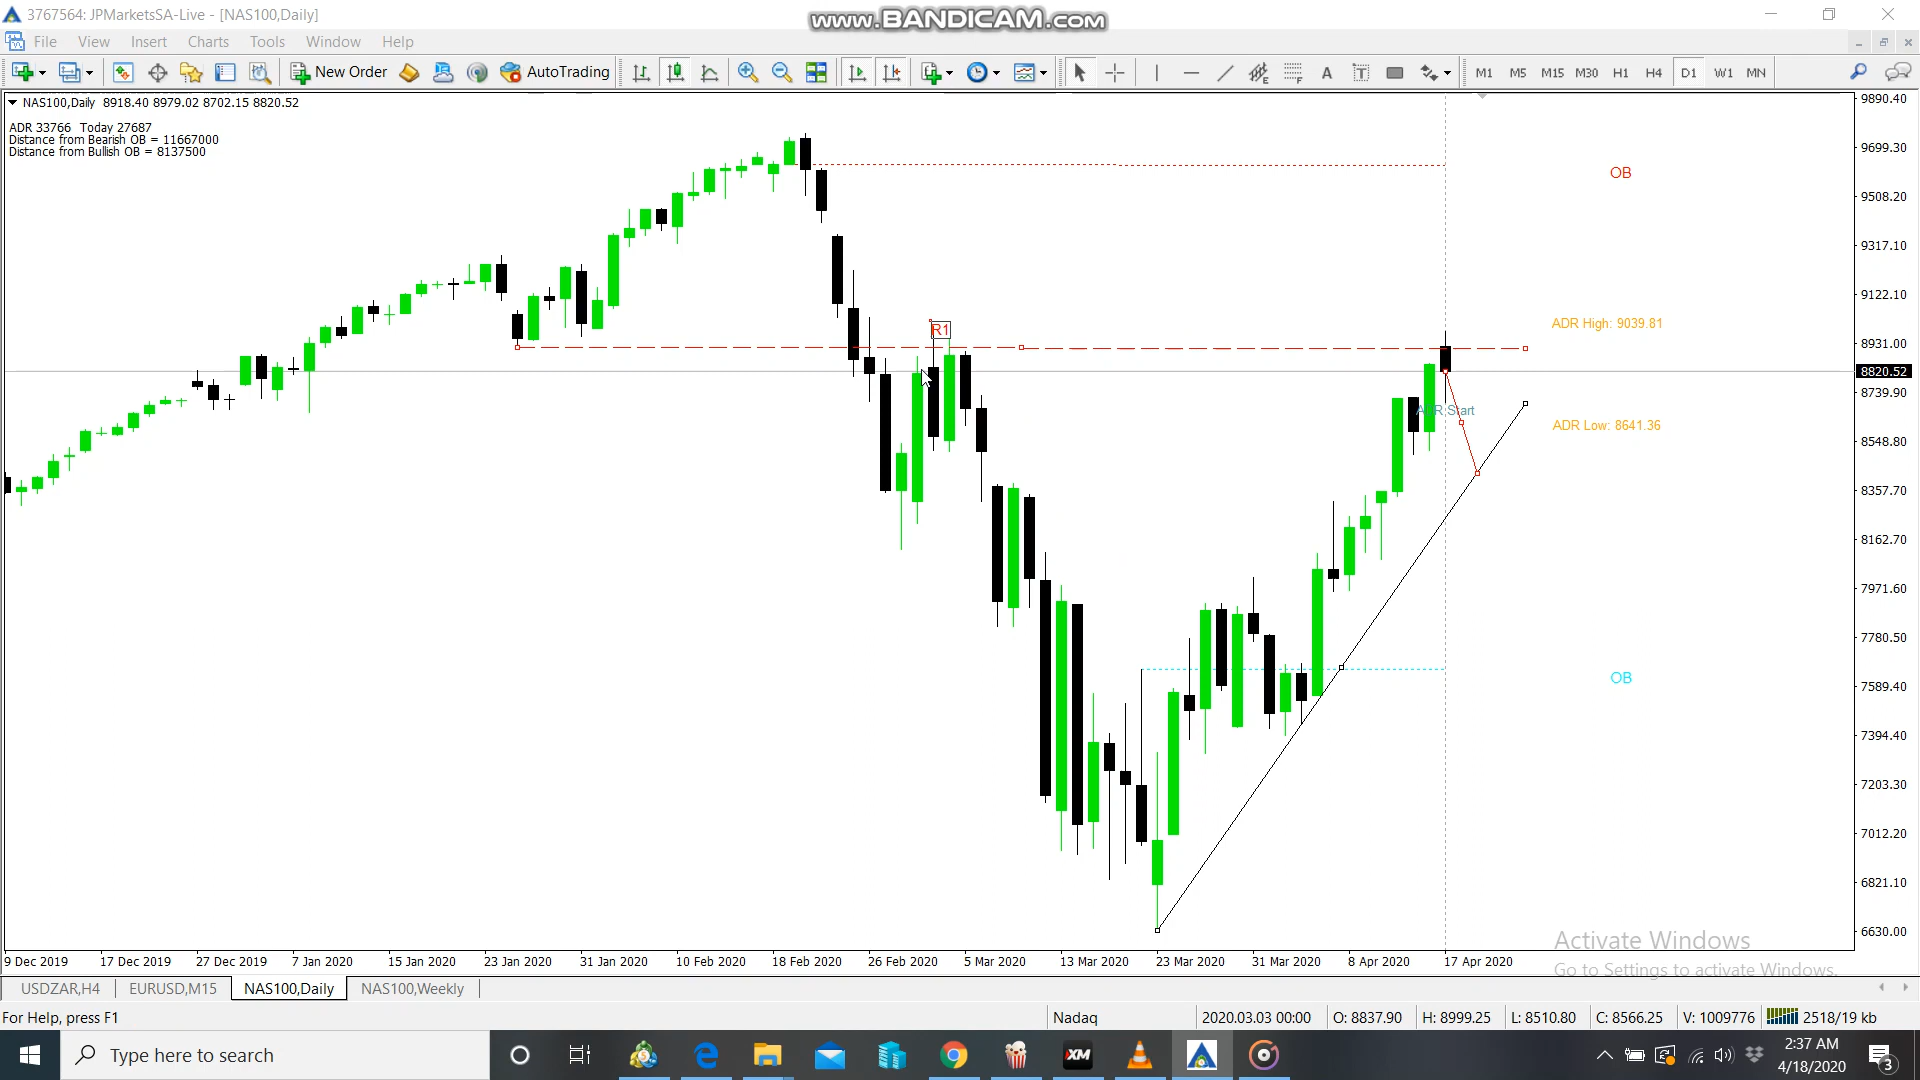 3767564: JPMarketsSA-Live - [NAS100,Daily]
www.BANDICAM.com
File View Insert Charts Tools Window Help
New Order AutoTrading M1 M5 M15 M30 H1 H4 D1 W1 MN
NAS100,Daily 8918.40 8979.02 8702.15 8820.52
ADR 33766 Today 27687
Distance from Bearish OB = 11667000
Distance from Bullish OB = 8137500
9890.40
9699.30
OB
9508.20
9317.10
9122.10
ADR High: 9039.81
R1
8931.00
8820.52
8739.90
ADR Start
ADR Low: 8641.36
8548.80
8357.70
8162.70
7971.60
7780.50
OB
7589.40
7394.40
7203.30
7012.20
6821.10
6630.00
Activate Windows
Go to Settings to activate Windows.
9 Dec 2019 17 Dec 2019 27 Dec 2019 7 Jan 2020 15 Jan 2020 23 Jan 2020 31 Jan 2020 10 Feb 2020 18 Feb 2020 26 Feb 2020 5 Mar 2020 13 Mar 2020 23 Mar 2020 31 Mar 2020 8 Apr 2020 17 Apr 2020
USDZAR,H4 EURUSD,M15 NAS100,Daily NAS100,Weekly
For Help, press F1 Nadaq 2020.03.03 00:00 O: 8837.90 H: 8999.25 L: 8510.80 C: 8566.25 V: 1009776 2518/19 kb
Type here to search XM 2:37 AM
4/18/2020 3